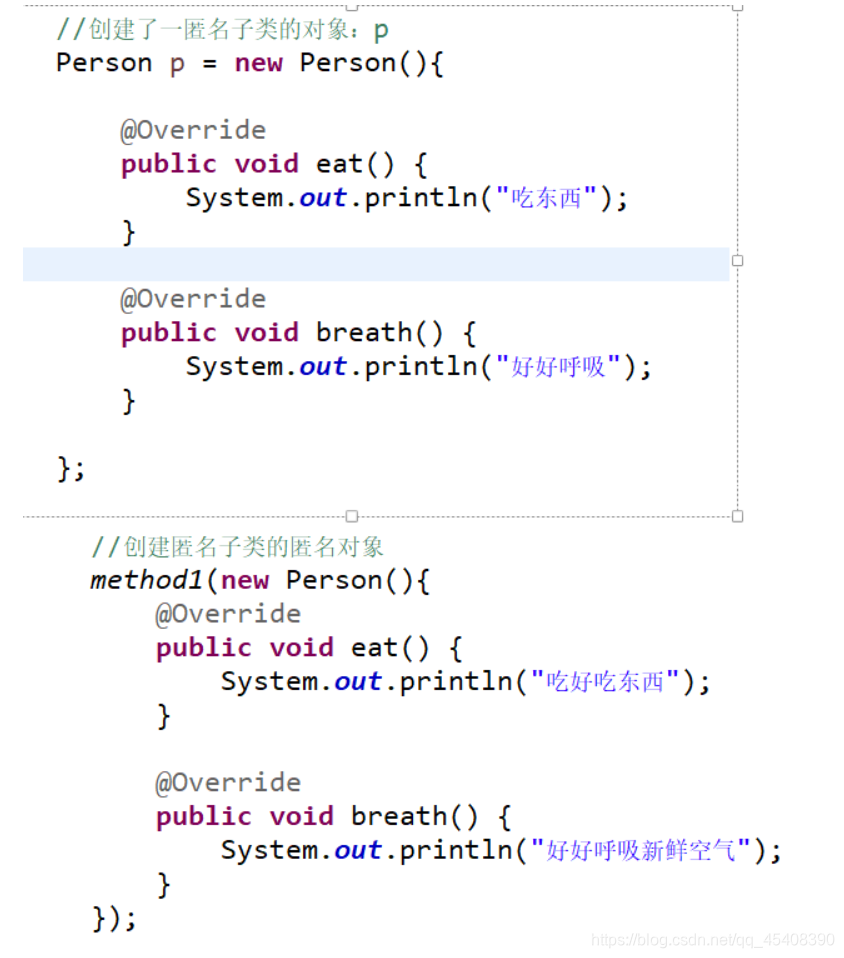 //创建了一匿名子类的对象：p
Person p = new Person(){
@Override
public void eat() {
System.out.println("吃东西");
}
@Override
public void breath() {
System.out.println("好好呼吸");
}
};
//创建匿名子类的匿名对象
method1(new Person(){
@Override
public void eat() {
System.out.println("吃好吃东西");
}
@Override
public void breath() {
System.out.println("好好呼吸新鲜空气");
}
});
https://blog.csdn.net/qq_45408390